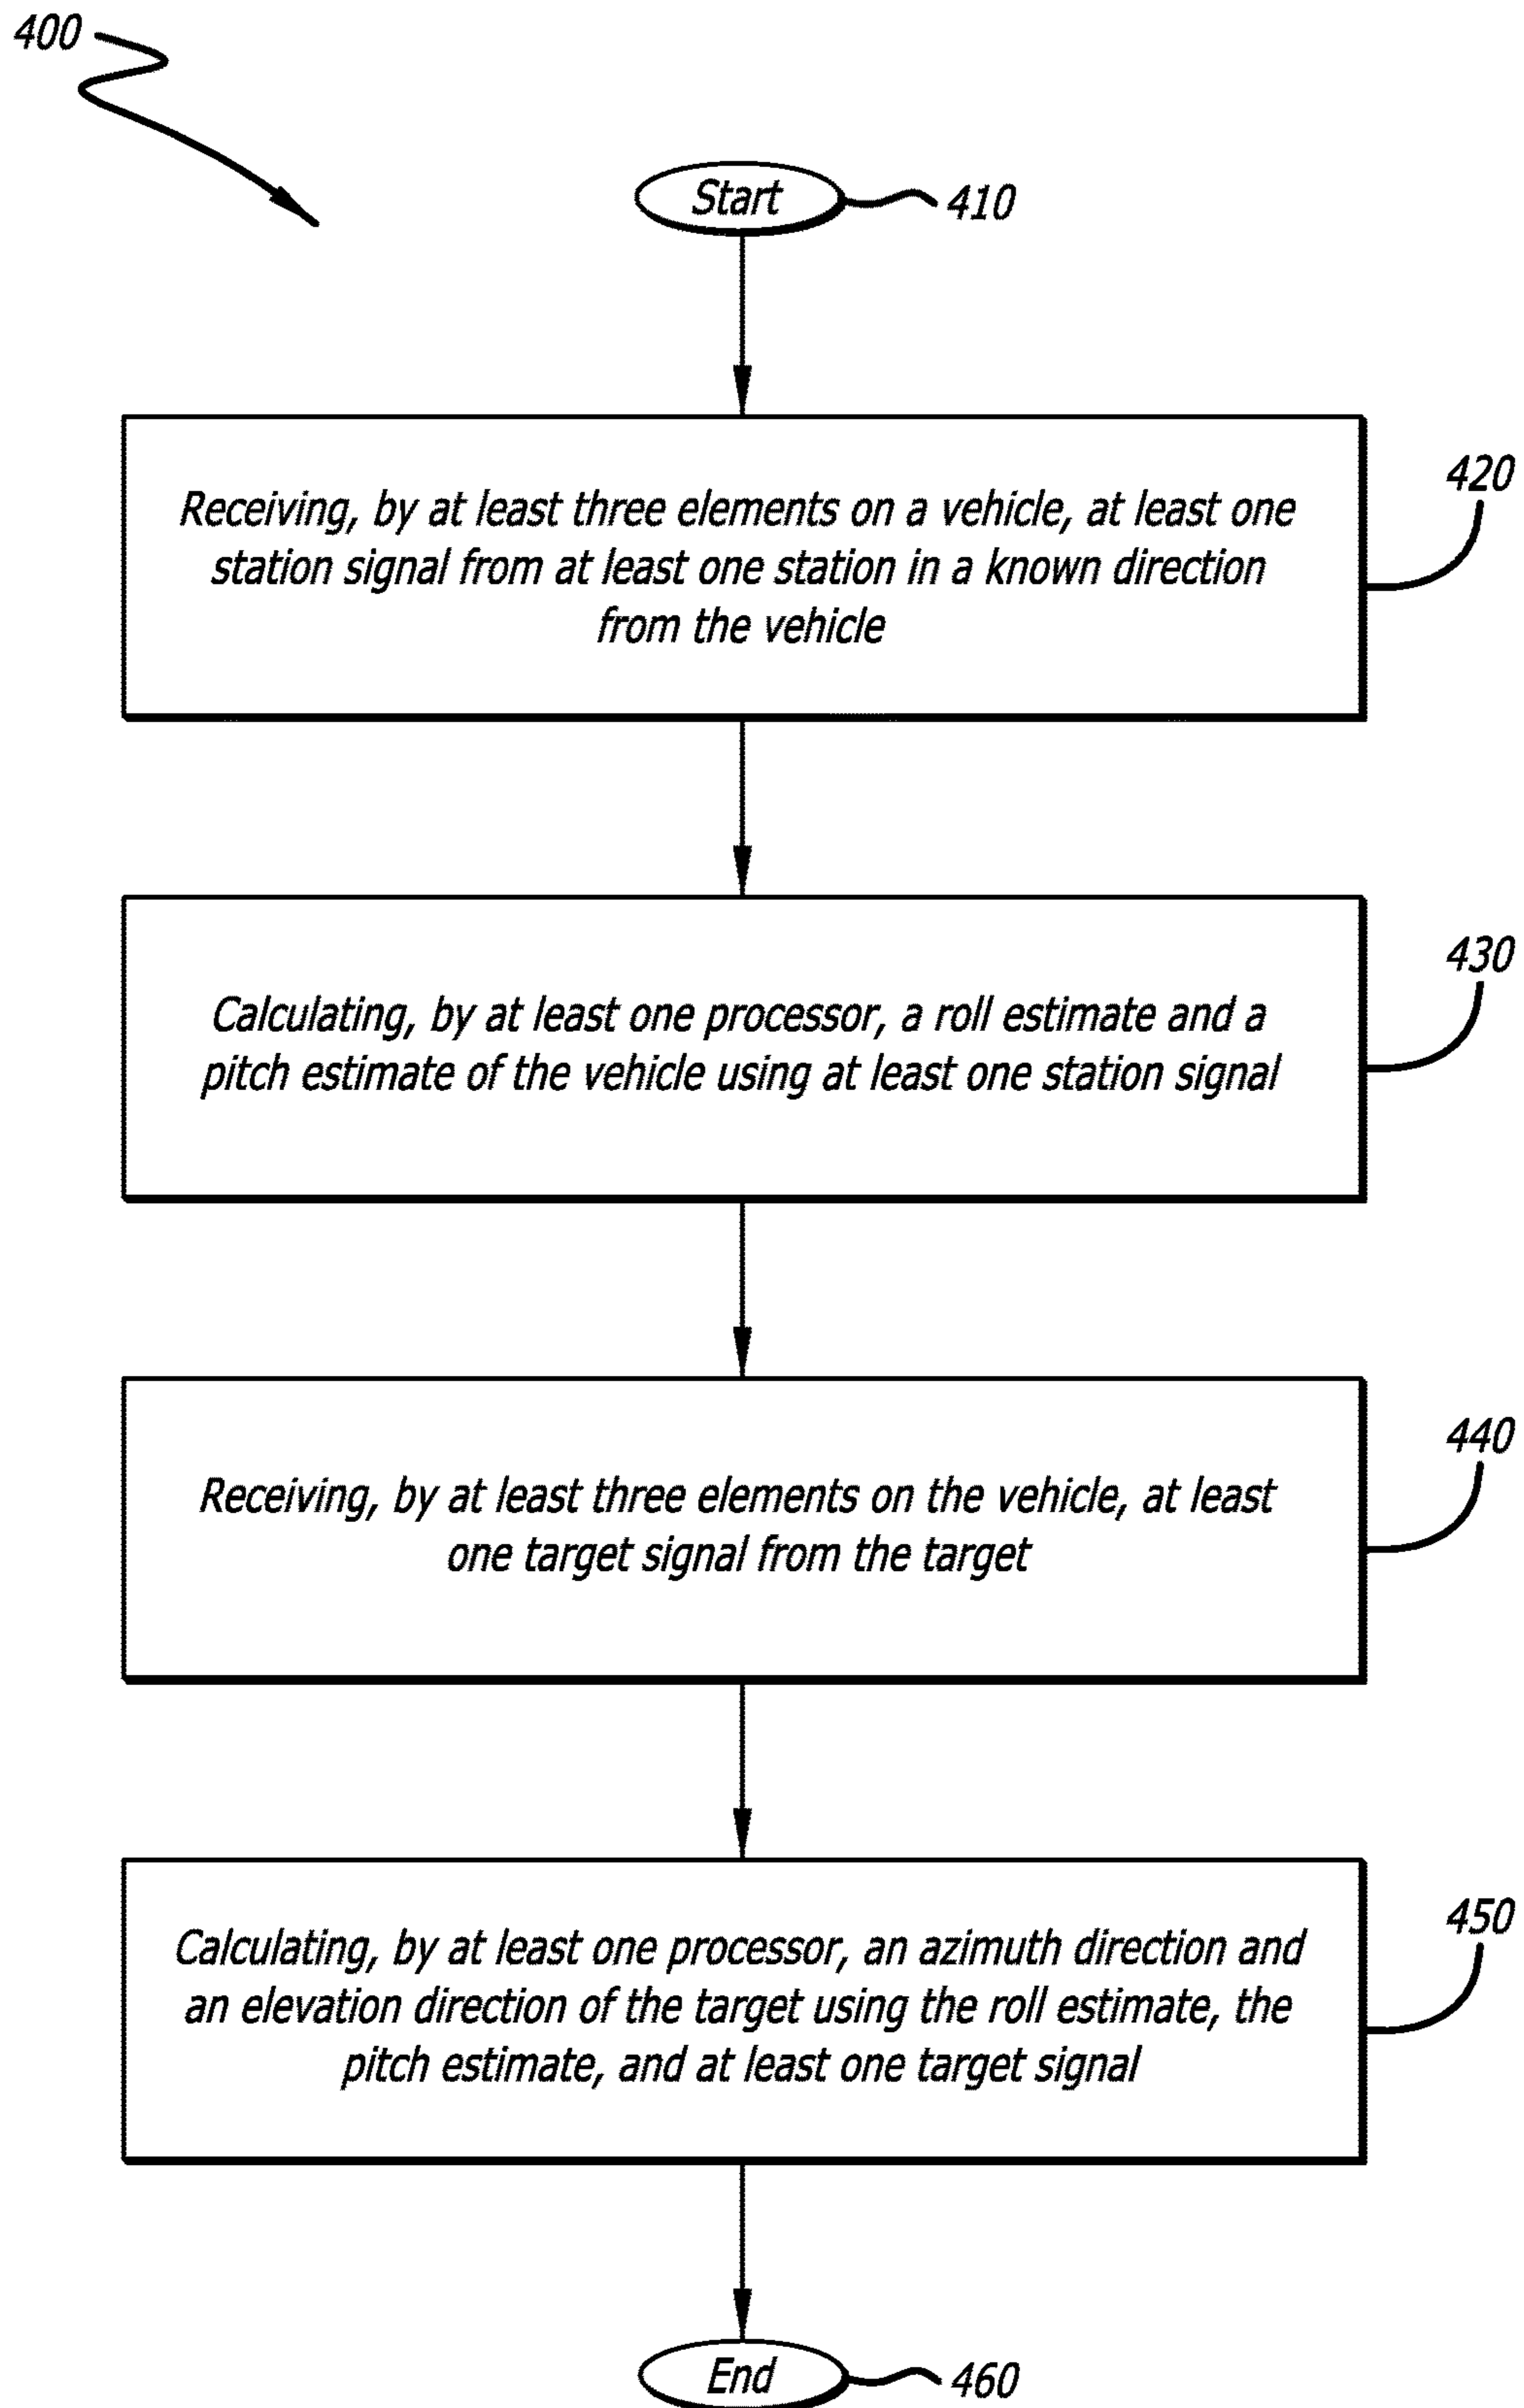 400
Start
410
Receiving, by at least three elements on a vehicle, at least one
station signal from at least one station in a known direction
from the vehicle
420
Calculating, by at least one processor, a roll estimate and a
pitch estimate of the vehicle using at least one station signal
430
Receiving, by at least three elements on the vehicle, at least
one target signal from the target
440
Calculating, by at least one processor, an azimuth direction and
an elevation direction of the target using the roll estimate, the
pitch estimate, and at least one target signal
450
End
460